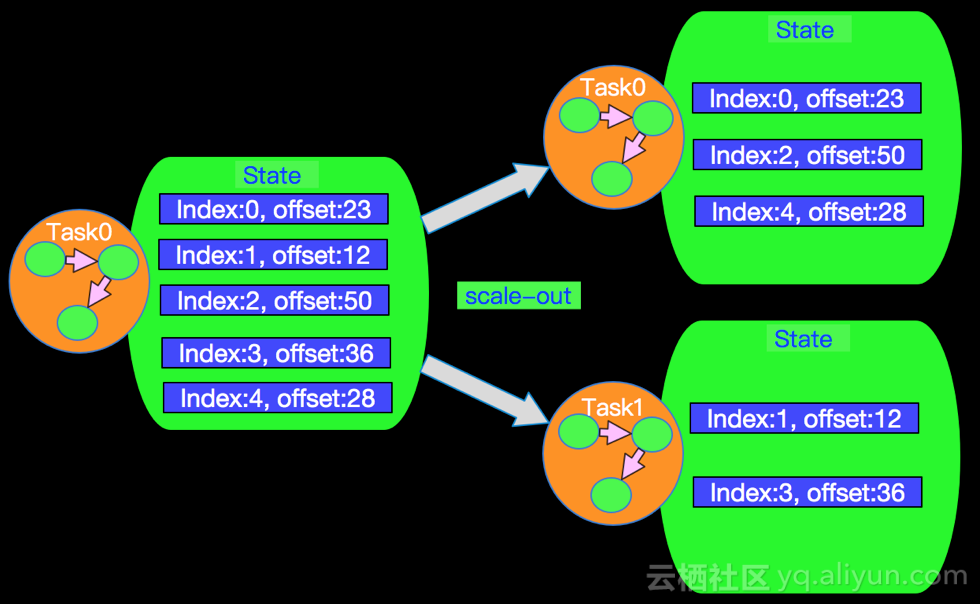 State
Task0
Index:0, offset:23
Index:1, offset:12
Index:2, offset:50
Index:3, offset:36
Index:4, offset:28
scale-out
State
Task0
Index:0, offset:23
Index:2, offset:50
Index:4, offset:28
State
Task1
Index:1, offset:12
Index:3, offset:36
云栖社区 yq.aliyun.com